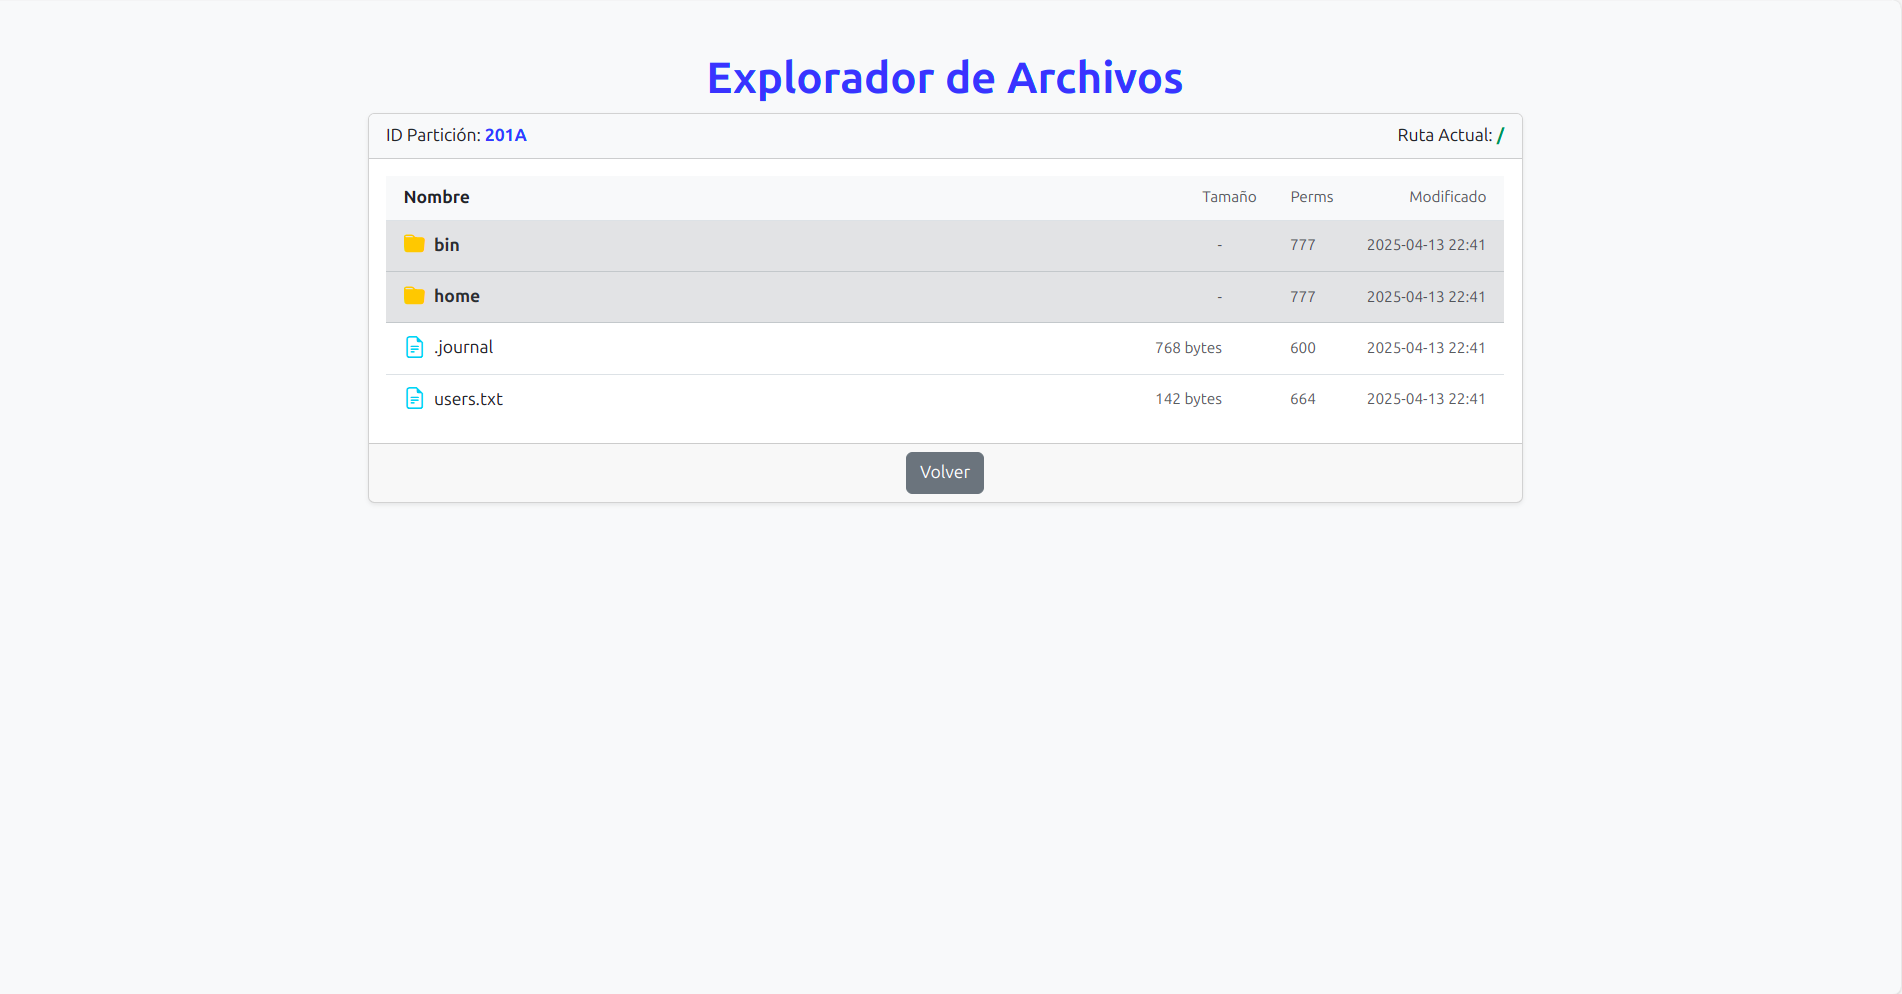 Explorador de Archivos
ID Partición: 201A Ruta Actual: /
Nombre Tamaño Perms Modificado
bin - 777 2025-04-13 22:41
home - 777 2025-04-13 22:41
.journal 768 bytes 600 2025-04-13 22:41
users.txt 142 bytes 664 2025-04-13 22:41
Volver